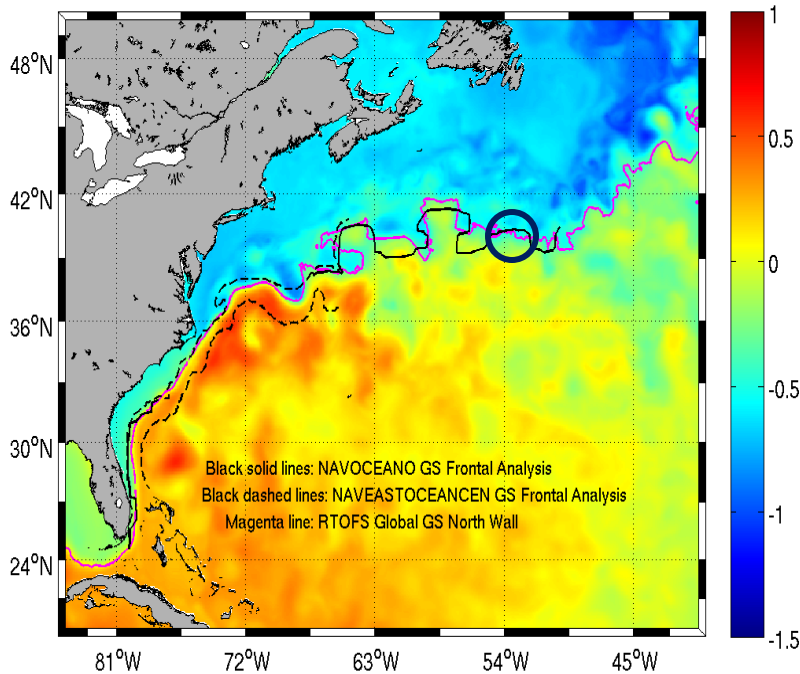 1
48°N
0.5
42°N
0
36°N
-0.5
30°N
Black solid lines: NAVOCEANO GS Frontal Analysis
Black dashed lines: NAVEASTOCEANCEN GS Frontal Analysis
Magenta line: RTOFS Global GS North Wall
-1
24°N
-1.5
81°W 72°W 63°W 54°W 45°W